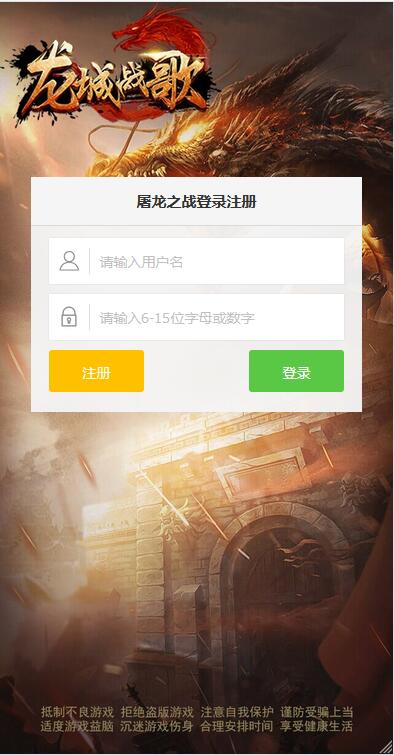 龙城战歌
屠龙之战登录注册
请输入用户名
请输入6-15位字母或数字
注册 登录
抵制不良游戏 拒绝盗版游戏 注意自我保护 谨防受骗上当
适度游戏益脑 沉迷游戏伤身 合理安排时间 享受健康生活